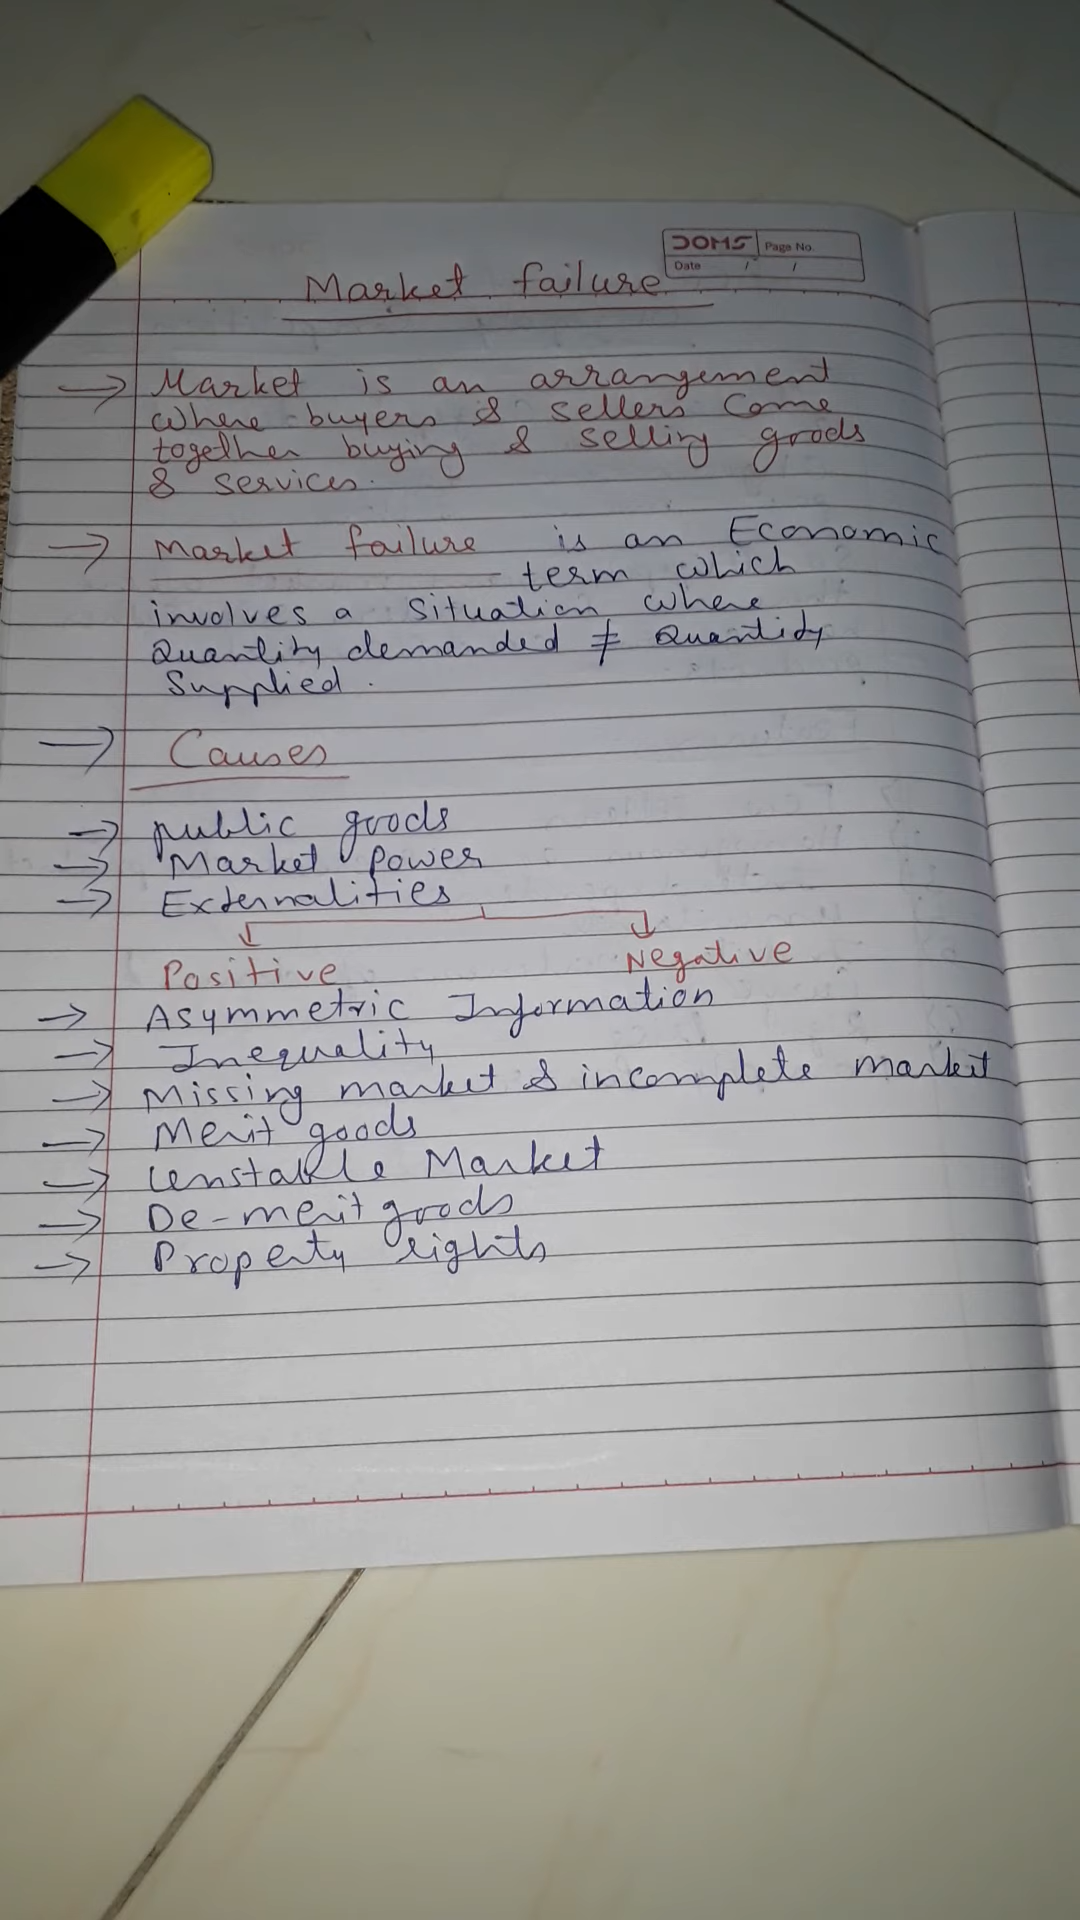 DOMS Page No.
Date / /
Market failure
→ Market is an arrangement
where buyers & sellers come
together buying & selling goods
& services.
→ Market failure is an Economic
term which
involves a situation where
Quantity demanded ≠ Quantity
Supplied.
→ Causes
→ public goods
→ Market Power
→ Externalities
Positive Negative
→ Asymmetric Information
→ Inequality
→ Missing market & incomplete market
→ Merit goods
→ Unstable Market
→ De-merit goods
→ Property rights